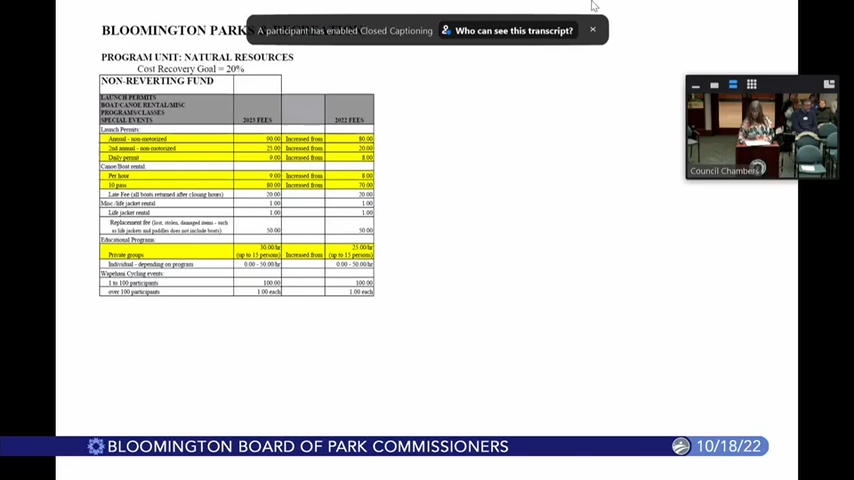 BLOOMINGTON PARKS
A participant has enabled Closed Captioning
Who can see this transcript?
PROGRAM UNIT: NATURAL RESOURCES
Cost Recovery Goal = 20%
NON-REVERTING FUND
LAUNCH PERMITS
BOAT/CANOE RENTAL/MISC
PROGRAMS/CLASSES
SPECIAL EVENTS 2023 FEES 2022 FEES
Launch Permits:
Annual - non-motorized 90.00 Increased from 80.00
2nd annual - non-motorized 25.00 Increased from 20.00
Daily permit 9.00 Increased from 8.00
Canoe/Boat rental:
Per hour 9.00 Increased from 8.00
10 pass 80.00 Increased from 70.00
Late Fee (all boats returned after closing hours) 20.00 20.00
Misc./life jacket rental 1.00 1.00
Life jacket rental 1.00 1.00
Replacement fee (lost, stolen, damaged items - such
as life jackets and paddles does not include boats) 50.00 50.00
Educational Programs:
30.00/hr 25.00/hr
Private groups (up to 15 persons) Increased from (up to 15 persons)
Individual - depending on program 0.00 - 50.00/hr 0.00 - 50.00/hr
Wapehani Cycling events:
1 to 100 participants 100.00 100.00
over 100 participants 1.00 each 1.00 each
Council Chambers
BLOOMINGTON BOARD OF PARK COMMISSIONERS
10/18/22